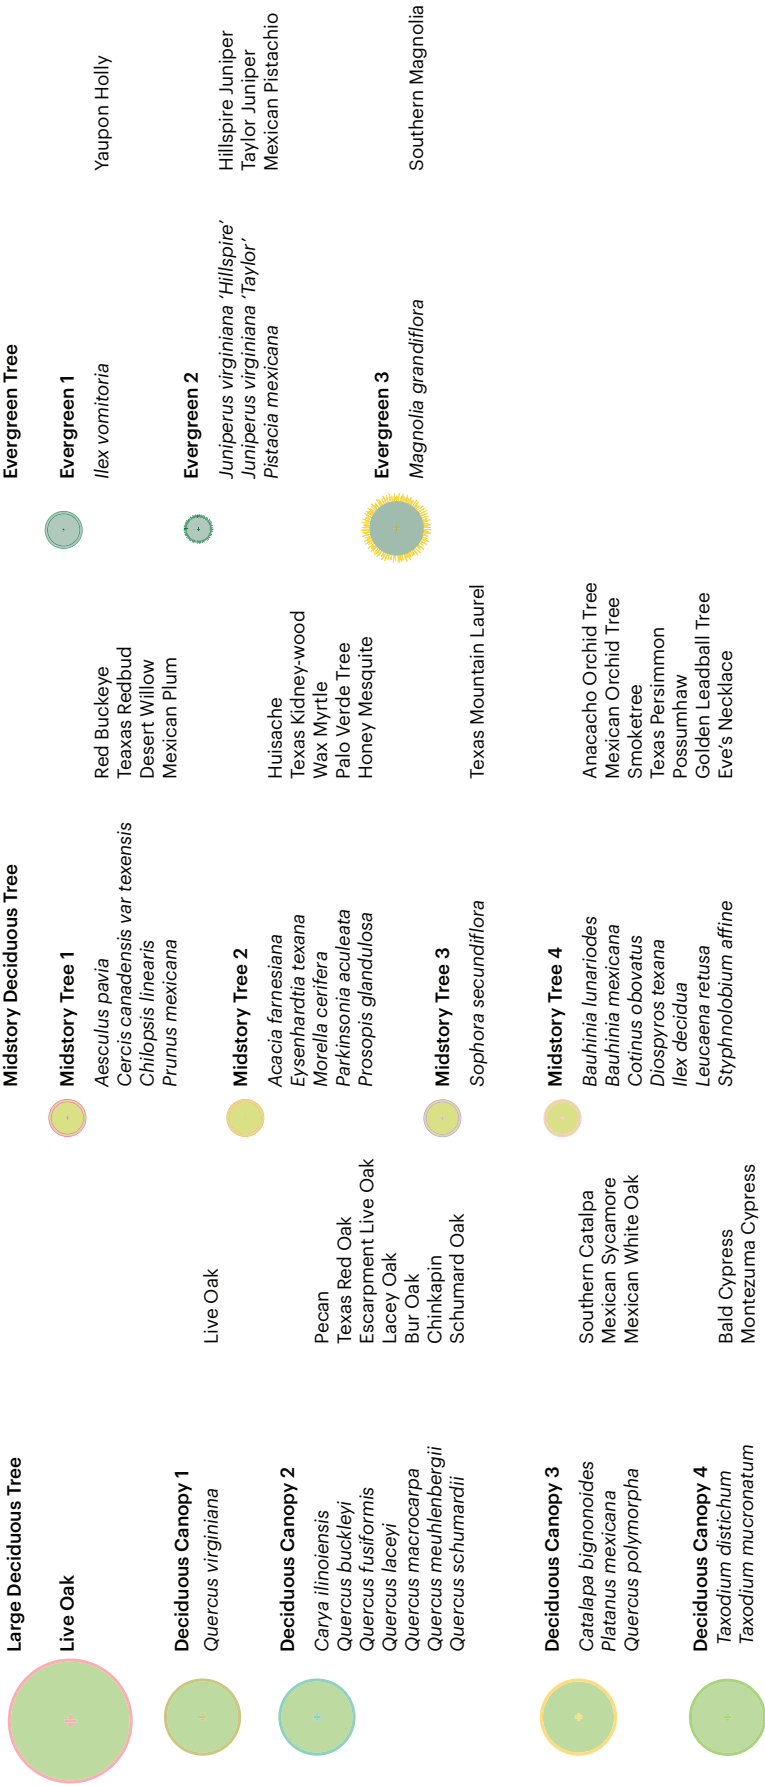 Large Deciduous Tree
Live Oak
Deciduous Canopy 1
Quercus virginiana
Live Oak
Deciduous Canopy 2
Carya ilinoiensis
Pecan
Quercus buckleyi
Texas Red Oak
Quercus fusiformis
Escarpment Live Oak
Quercus laceyi
Lacey Oak
Quercus macrocarpa
Bur Oak
Quercus meuhlenbergii
Chinkapin
Quercus schumardii
Schumard Oak
Deciduous Canopy 3
Catalapa bignonoides
Southern Catalpa
Platanus mexicana
Mexican Sycamore
Quercus polymorpha
Mexican White Oak
Deciduous Canopy 4
Taxodium distichum
Bald Cypress
Taxodium mucronatum
Montezuma Cypress
Midstory Deciduous Tree
Midstory Tree 1
Aesculus pavia
Red Buckeye
Cercis canadensis var texensis
Teaxas Redbud
Chilopsis linearis
Desert Willow
Prunus mexicana
Mexican Plum
Midstory Tree 2
Acacia farnesiana
Huisache
Eysenhardtia texana
Texas Kidney-wood
Morella cerifera
Wax Myrtle
Parkinsonia aculeata
Palo Verde Tree
Prosopis glandulosa
Honey Mesquite
Midstory Tree 3
Sophora secundiflora
Texas Mountain Laurel
Midstory Tree 4
Bauhinia lunariodes
Anacacho Orchid Tree
Bauhinia mexicana
Mexican Orchid Tree
Cotinus obovatus
Smoketree
Diospyros texana
Texas Persimmon
Ilex decidua
Possumhaw
Leucaena retusa
Golden Leadball Tree
Styphnolobium affine
Eve's Necklace
Evergreen Tree
Evergreen 1
Ilex vomitoria
Yaupon Holly
Evergreen 2
Juniperus virginiana 'Hillspire'
Hillspire Juniper
Juniperus virginiana 'Taylor'
Taylor Juniper
Pistacia mexicana
Mexican Pistachio
Evergreen 3
Magnolia grandiflora
Southern Magnolia